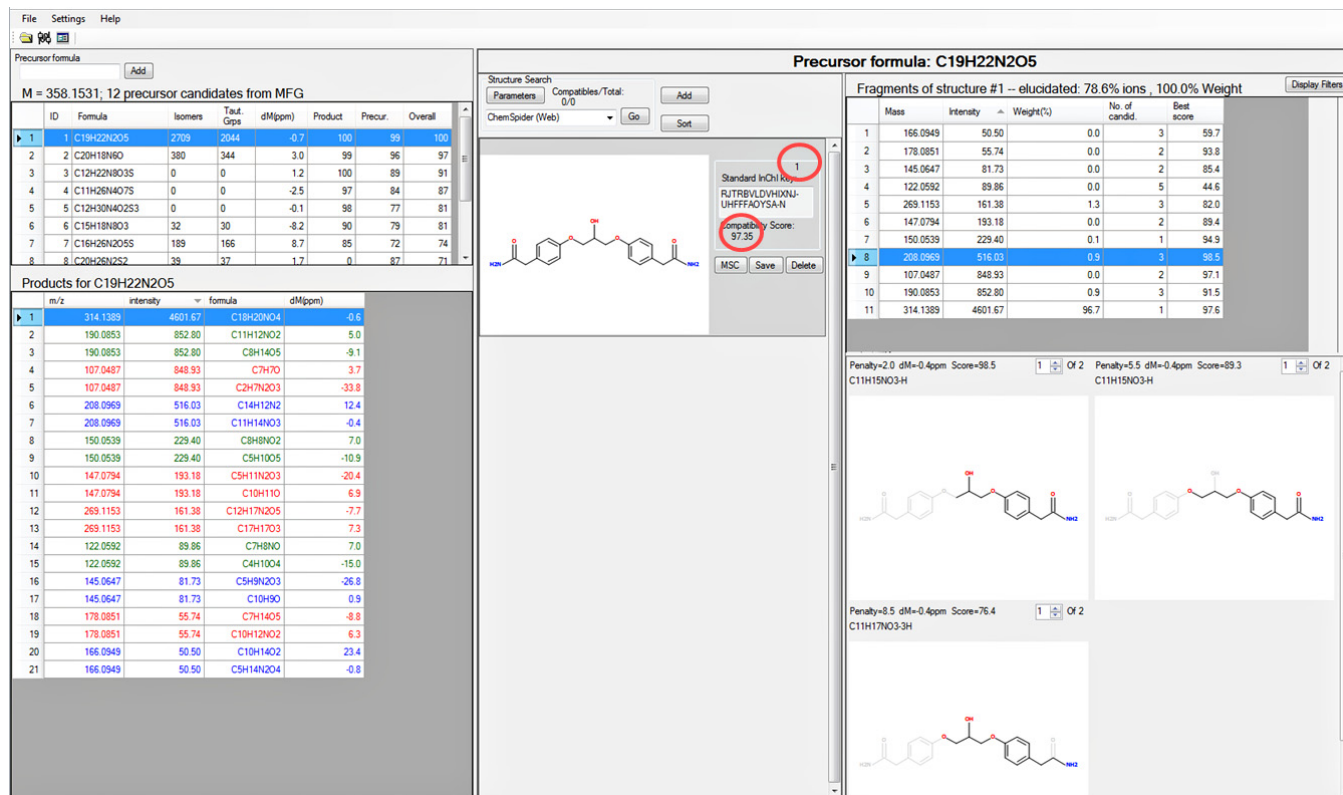 File Settings Help
Precursor formula
Add
M = 358.1531; 12 precursor candidates from MFG
ID Formula Isomers Taut. Grps dM(ppm) Product Precur. Overall
1 1 C19H22N2O5 2709 2044 -0.7 100 99 100
2 2 C20H18N6O 380 344 3.0 99 96 97
3 3 C12H22N8O3S 0 0 1.2 100 89 91
4 4 C11H26N4O7S 0 0 -2.5 97 84 87
5 5 C12H30N4O2S3 0 0 -0.1 98 77 81
6 6 C15H18N8O3 32 30 -8.2 90 79 81
7 7 C16H26N2O5S 189 166 8.7 85 72 74
8 8 C20H26N2S2 39 37 1.7 0 87 71
Products for C19H22N2O5
m/z intensity formula dM(ppm)
1 314.1389 4601.67 C18H20NO4 -0.6
2 190.0853 852.80 C11H12NO2 5.0
3 190.0853 852.80 C8H14O5 -9.1
4 107.0487 848.93 C7H7O 3.7
5 107.0487 848.93 C2H7N2O3 -33.8
6 208.0969 516.03 C14H12N2 12.4
7 208.0969 516.03 C11H14NO3 -0.4
8 150.0539 229.40 C8H8NO2 7.0
9 150.0539 229.40 C5H10O5 -10.9
10 147.0794 193.18 C5H11N2O3 -20.4
11 147.0794 193.18 C10H11O 6.9
12 269.1153 161.38 C12H17N2O5 -7.7
13 269.1153 161.38 C17H17O3 7.3
14 122.0592 89.86 C7H8NO 7.0
15 122.0592 89.86 C4H10O4 -15.0
16 145.0647 81.73 C5H9N2O3 -26.8
17 145.0647 81.73 C10H9O 0.9
18 178.0851 55.74 C7H14O5 -8.8
19 178.0851 55.74 C10H12NO2 6.3
20 166.0949 50.50 C10H14O2 23.4
21 166.0949 50.50 C5H14N2O4 -0.8
Precursor formula: C19H22N2O5
Structure Search
Parameters Compatibles/Total: Add
0/0
ChemSpider (Web) Go Sort
1
Standard InChI key:
RJTRBVLDVHIXNJ-
UHFFFAOYSA-N
Compatibility Score:
97.35
MSC Save Delete
OH
O O O O
H2N NH2
Fragments of structure #1 -- elucidated: 78.6% ions , 100.0% Weight Display Filters
Mass Intensity Weight(%) No. of candid. Best score
1 166.0949 50.50 0.0 3 59.7
2 178.0851 55.74 0.0 2 93.8
3 145.0647 81.73 0.0 2 85.4
4 122.0592 89.86 0.0 5 44.6
5 269.1153 161.38 1.3 3 82.0
6 147.0794 193.18 0.0 2 89.4
7 150.0539 229.40 0.1 1 94.9
8 208.0969 516.03 0.9 3 98.5
9 107.0487 848.93 0.0 2 97.1
10 190.0853 852.80 0.9 3 91.5
11 314.1389 4601.67 96.7 1 97.6
Penalty=2.0 dM=-0.4ppm Score=98.5 1 Of 2
C11H15NO3-H
OH
O O O O
H2N NH2
Penalty=5.5 dM=-0.4ppm Score=89.3 1 Of 2
C11H15NO3-H
OH
O O O O
H2N NH2
Penalty=8.5 dM=-0.4ppm Score=76.4 1 Of 2
C11H17NO3-3H
OH
O O O O
H2N NH2